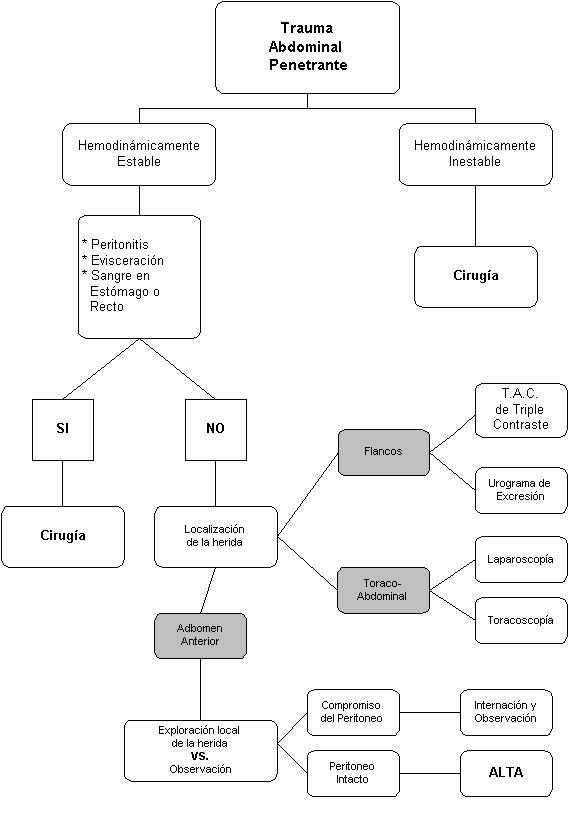 Trauma
Abdominal
Penetrante
Hemodinámicamente
Estable
Hemodinámicamente
Inestable
* Peritonitis
* Evisceración
* Sangre en
Estómago o
Recto
Cirugía
SI
NO
Cirugía
Localización
de la herida
Flancos
T.A.C.
de Triple
Contraste
Urograma de
Excresión
Toraco-
Abdominal
Laparoscopía
Toracoscopía
Adbomen
Anterior
Exploración local
de la herida
VS.
Observación
Compromiso
del Peritoneo
Internación y
Observación
Peritoneo
Intacto
ALTA